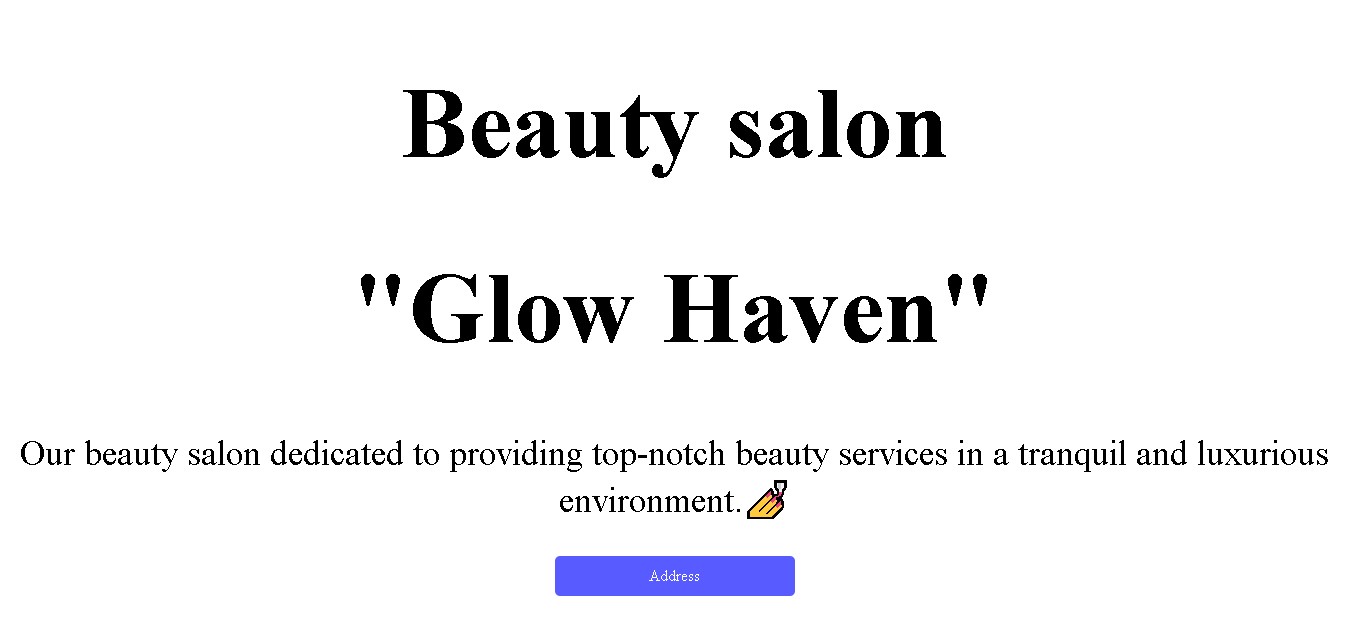 Beauty salon
"Glow Haven"
Our beauty salon dedicated to providing top-notch beauty services in a tranquil and luxurious
environment.💅
Address